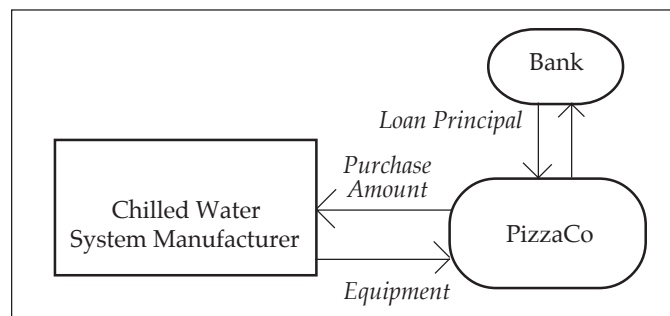 Bank
Loan Principal
Purchase
Amount
Chilled Water
System Manufacturer
PizzaCo
Equipment